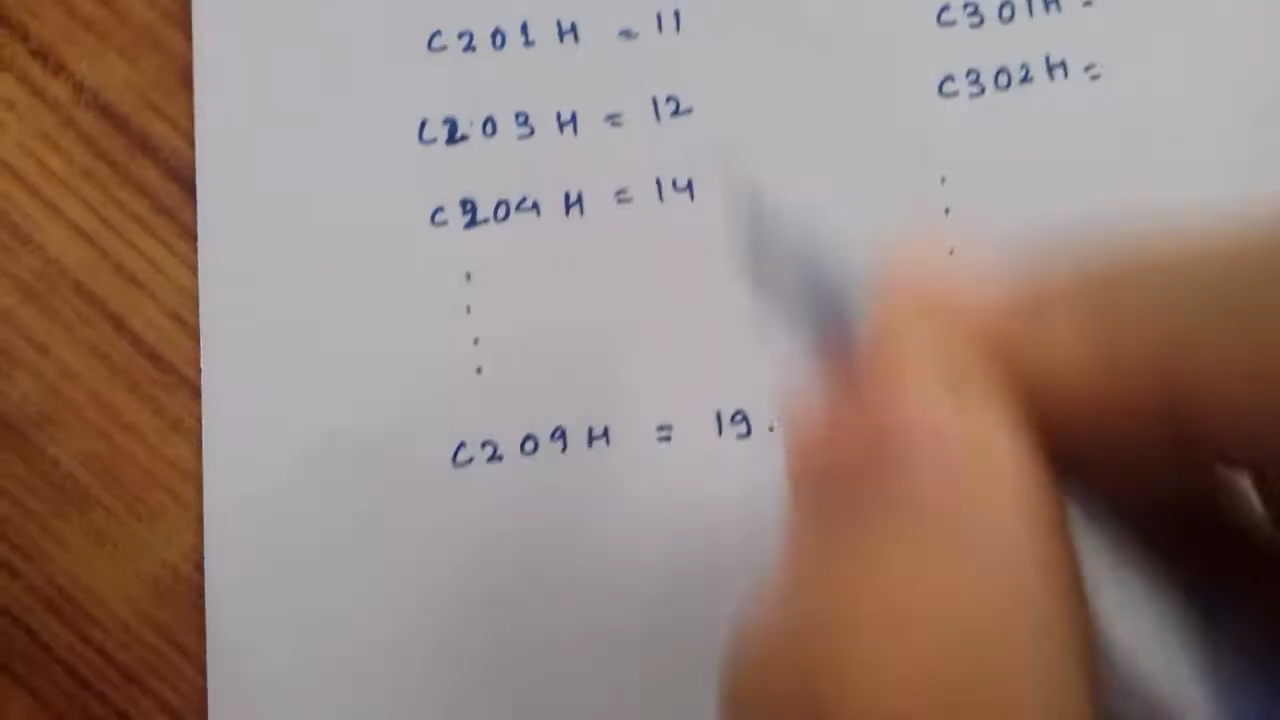 C201H = 11
C203H = 12
C204H = 14
.
.
.
.
C209H = 19.
C301H =
C302H =
.
.
.